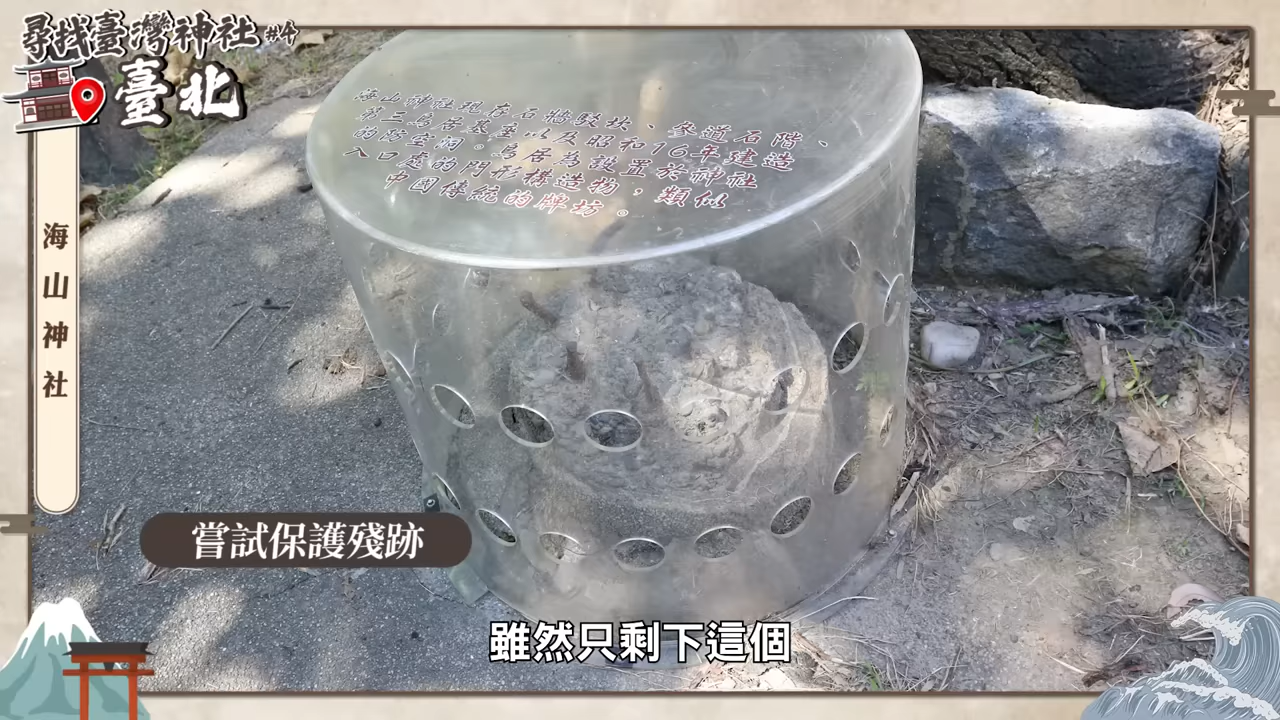 尋找臺灣神社#4
臺北
海山神社
海山神社現存石牆駁坎、參道石階、
第三鳥居基座以及昭和16年建造
的防空洞。鳥居為設置於神社
入口處的門形構造物，類似
中國傳統的牌坊。
嘗試保護殘跡
雖然只剩下這個